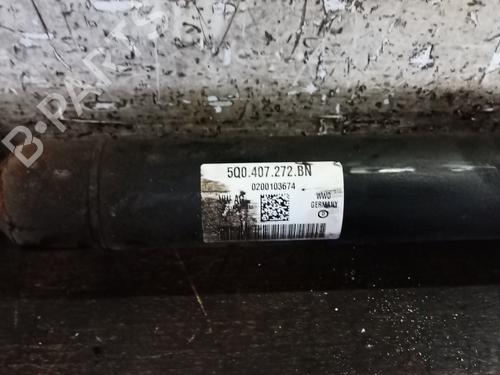 B-PARTS
5Q0.407.272.BN
0200103674
VW AG
WWO
GERMANY